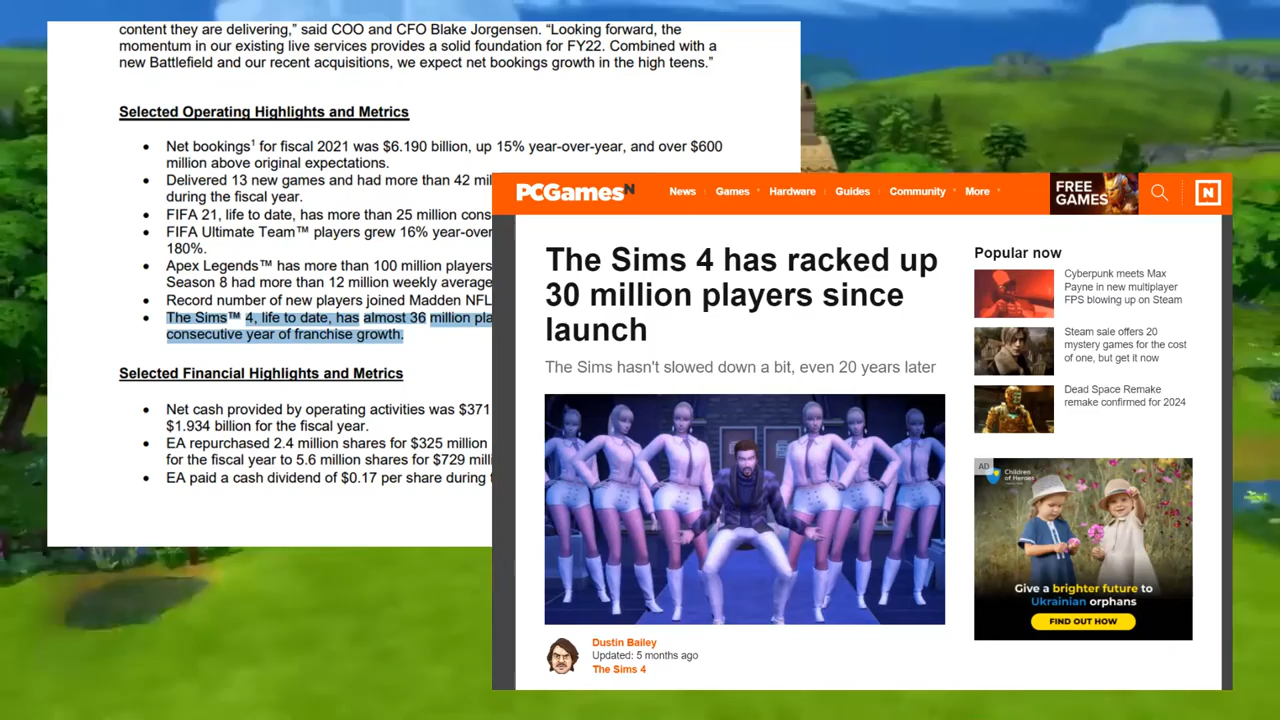 content they are delivering,” said COO and CFO Blake Jorgensen. “Looking forward, the
momentum in our existing live services provides a solid foundation for FY22. Combined with a
new Battlefield and our recent acquisitions, we expect net bookings growth in the high teens.”
Selected Operating Highlights and Metrics
• Net bookings¹ for fiscal 2021 was $6.190 billion, up 15% year-over-year, and over $600
million above original expectations.
• Delivered 13 new games and had more than 42 mil
during the fiscal year.
• FIFA 21, life to date, has more than 25 million cons
• FIFA Ultimate Team™ players grew 16% year-over
180%.
• Apex Legends™ has more than 100 million players
Season 8 had more than 12 million weekly average
• Record number of new players joined Madden NFL
• The Sims™ 4, life to date, has almost 36 million pla
consecutive year of franchise growth.
Selected Financial Highlights and Metrics
• Net cash provided by operating activities was $371
$1.934 billion for the fiscal year.
• EA repurchased 2.4 million shares for $325 million
for the fiscal year to 5.6 million shares for $729 milli
• EA paid a cash dividend of $0.17 per share during
PCGamesN
News Games Hardware Guides Community More
FREE
GAMES
N
The Sims 4 has racked up
30 million players since
launch
The Sims hasn't slowed down a bit, even 20 years later
Dustin Bailey
Updated: 5 months ago
The Sims 4
Popular now
Cyberpunk meets Max
Payne in new multiplayer
FPS blowing up on Steam
Steam sale offers 20
mystery games for the cost
of one, but get it now
Dead Space Remake
remake confirmed for 2024
AD
Children
of Heroes
Give a brighter future to
Ukrainian orphans
FIND OUT HOW